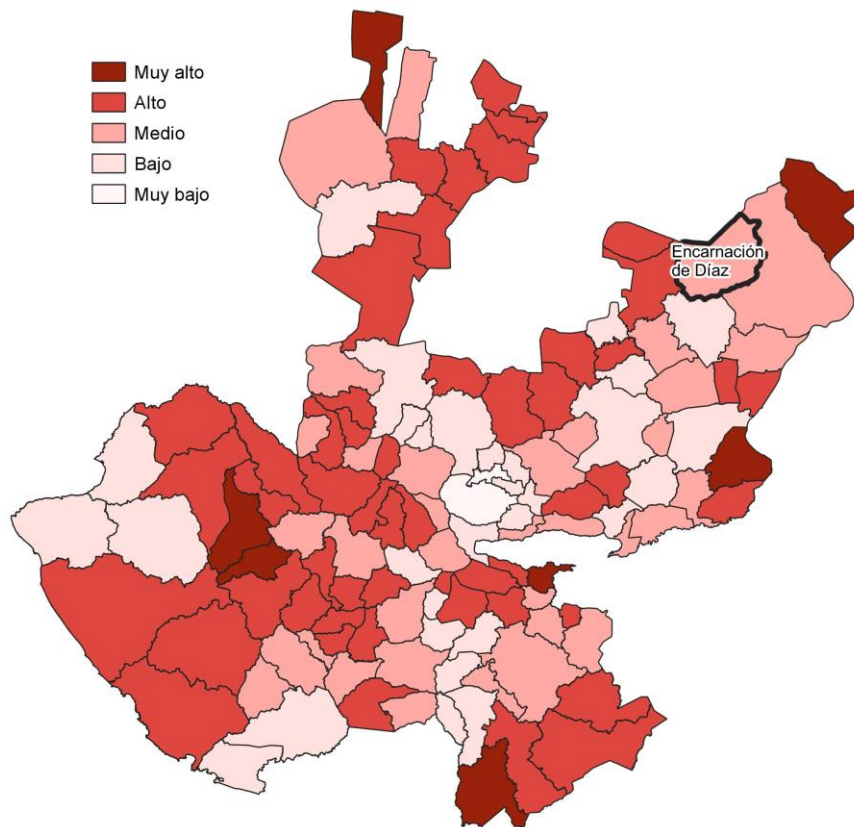 Muy alto
Alto
Medio
Bajo
Muy bajo
Encarnación
de Díaz